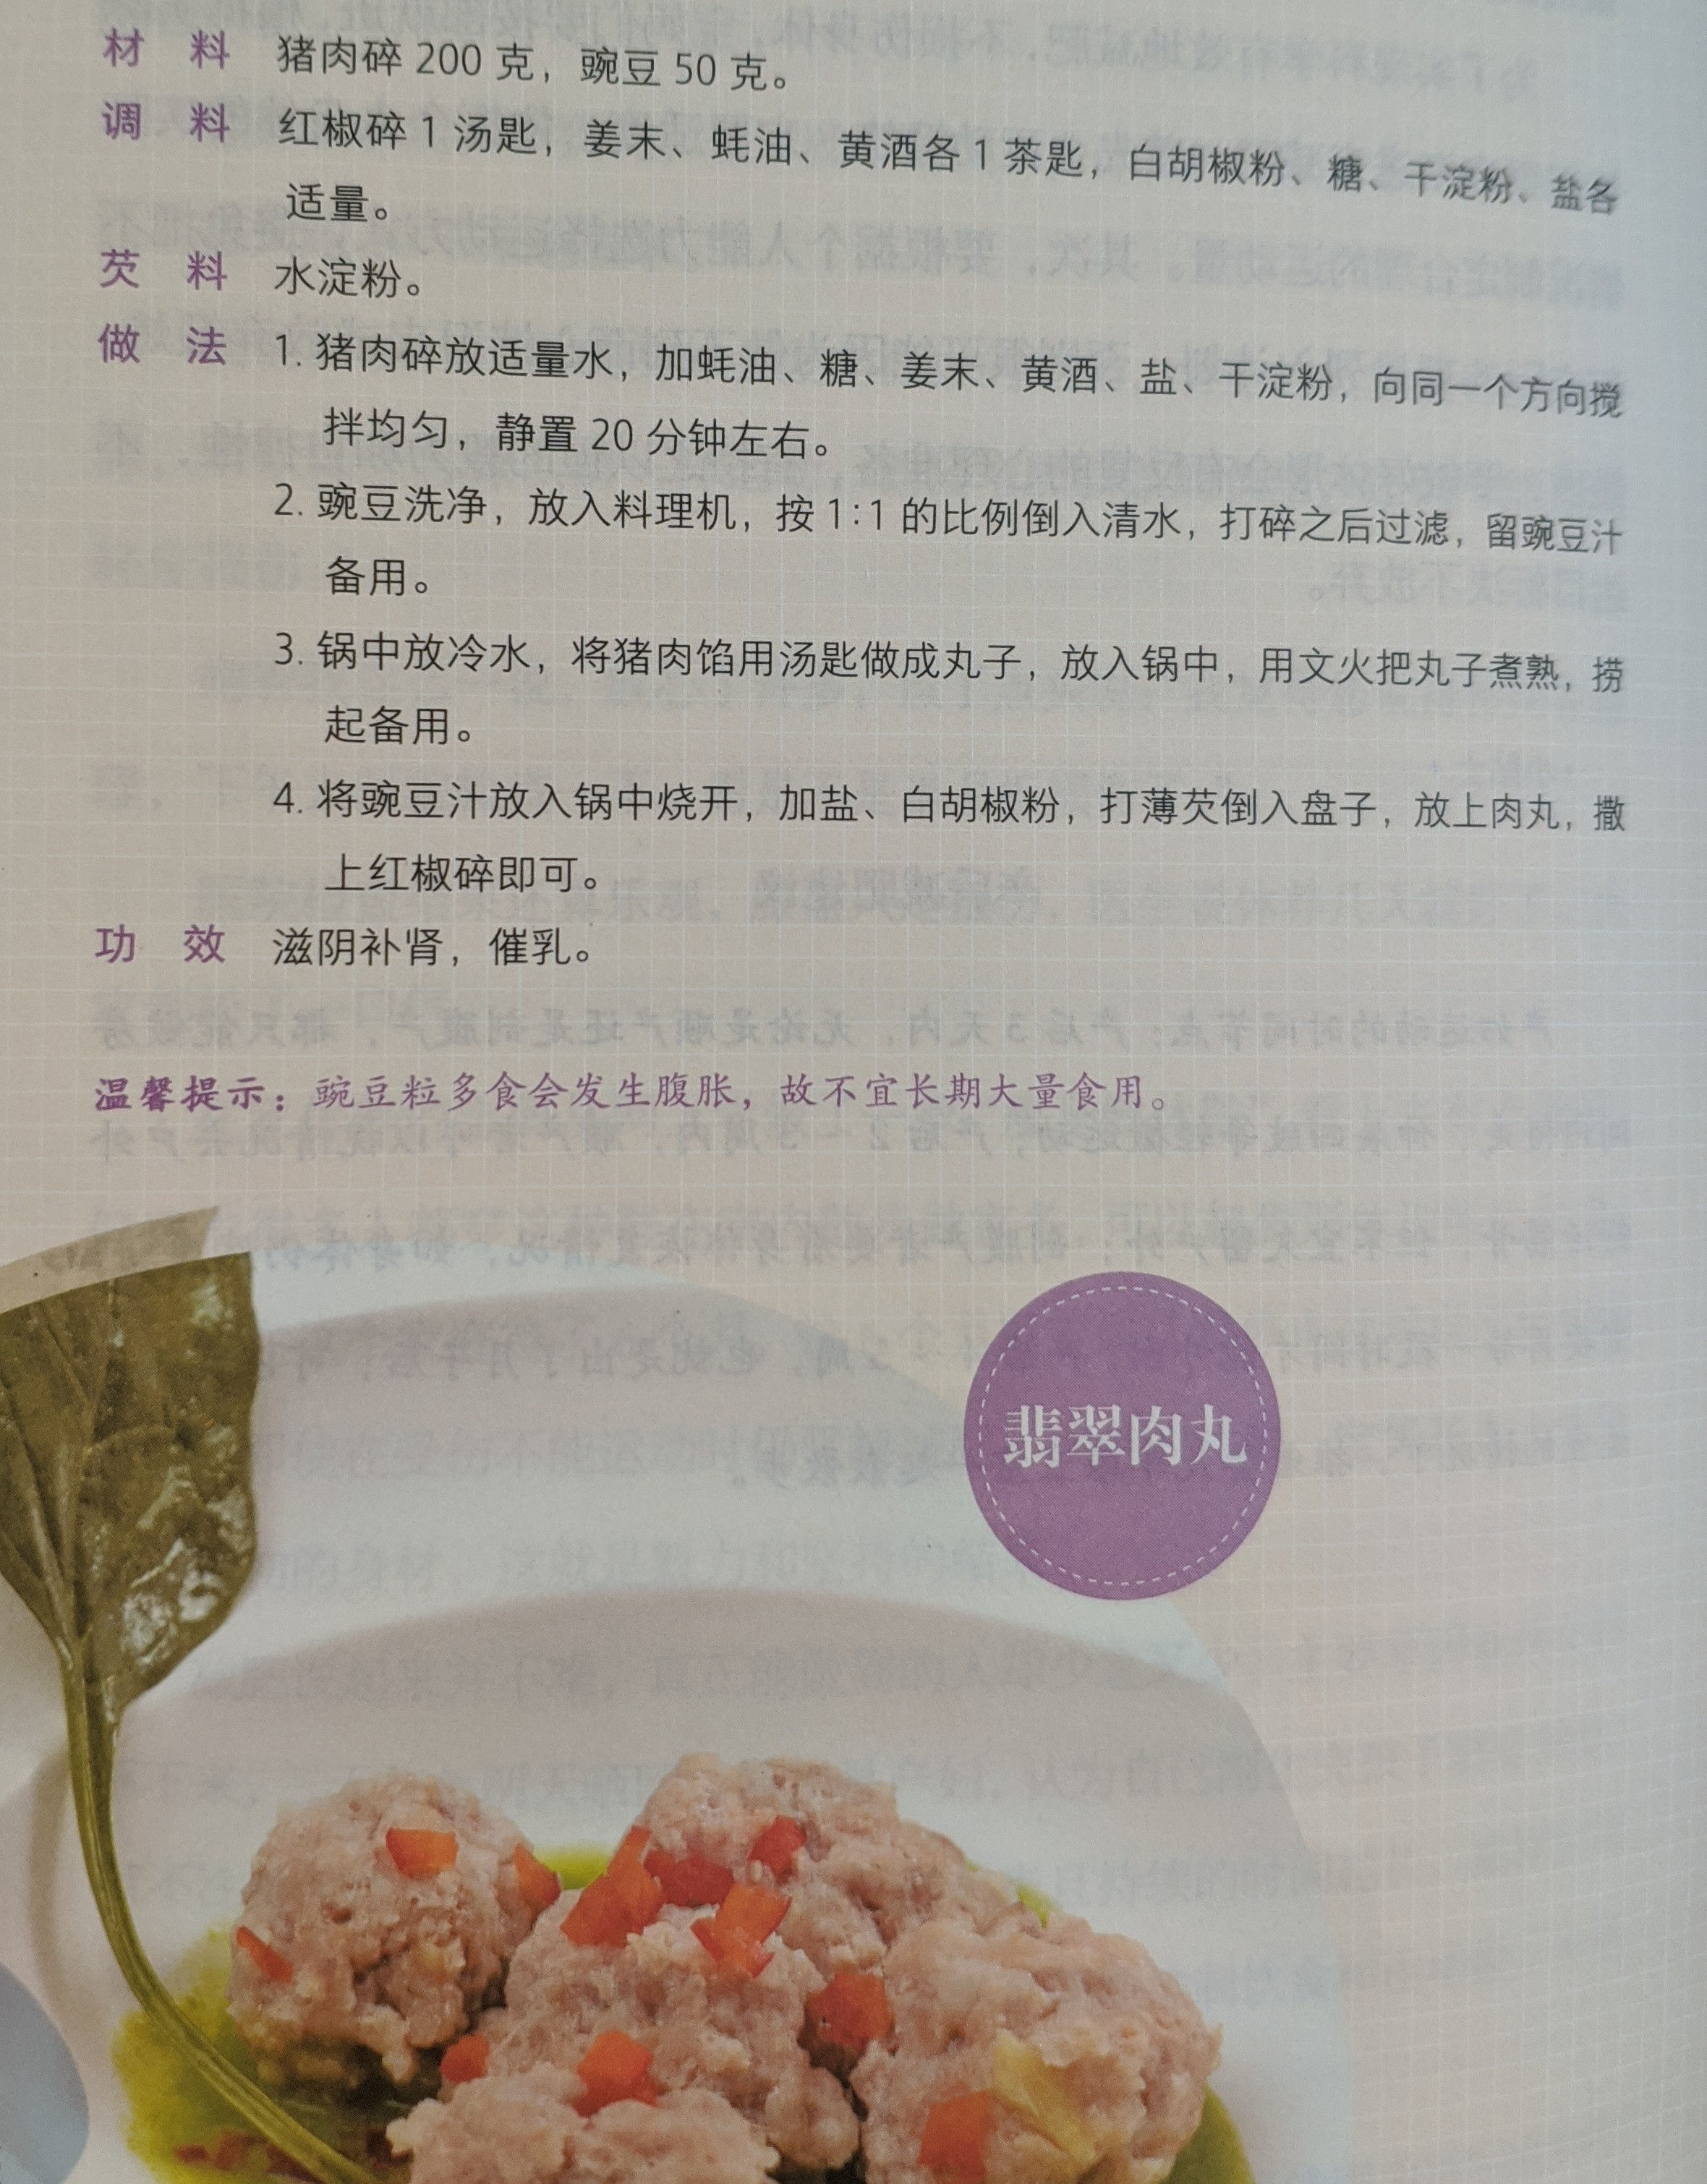 材 料 猪肉碎 200 克，豌豆 50 克。
调 料 红椒碎 1 汤匙，姜末、蚝油、黄酒各 1 茶匙，白胡椒粉、糖、干淀粉、盐各
适量。
芡 料 水淀粉。
做 法 1. 猪肉碎放适量水，加蚝油、糖、姜末、黄酒、盐、干淀粉，向同一个方向搅
拌均匀，静置 20 分钟左右。
2. 豌豆洗净，放入料理机，按 1:1 的比例倒入清水，打碎之后过滤，留豌豆汁
备用。
3. 锅中放冷水，将猪肉馅用汤匙做成丸子，放入锅中，用文火把丸子煮熟，捞
起备用。
4. 将豌豆汁放入锅中烧开，加盐、白胡椒粉，打薄芡倒入盘子，放上肉丸，撒
上红椒碎即可。
功 效 滋阴补肾，催乳。
温馨提示：豌豆粒多食会发生腹胀，故不宜长期大量食用。
翡翠肉丸